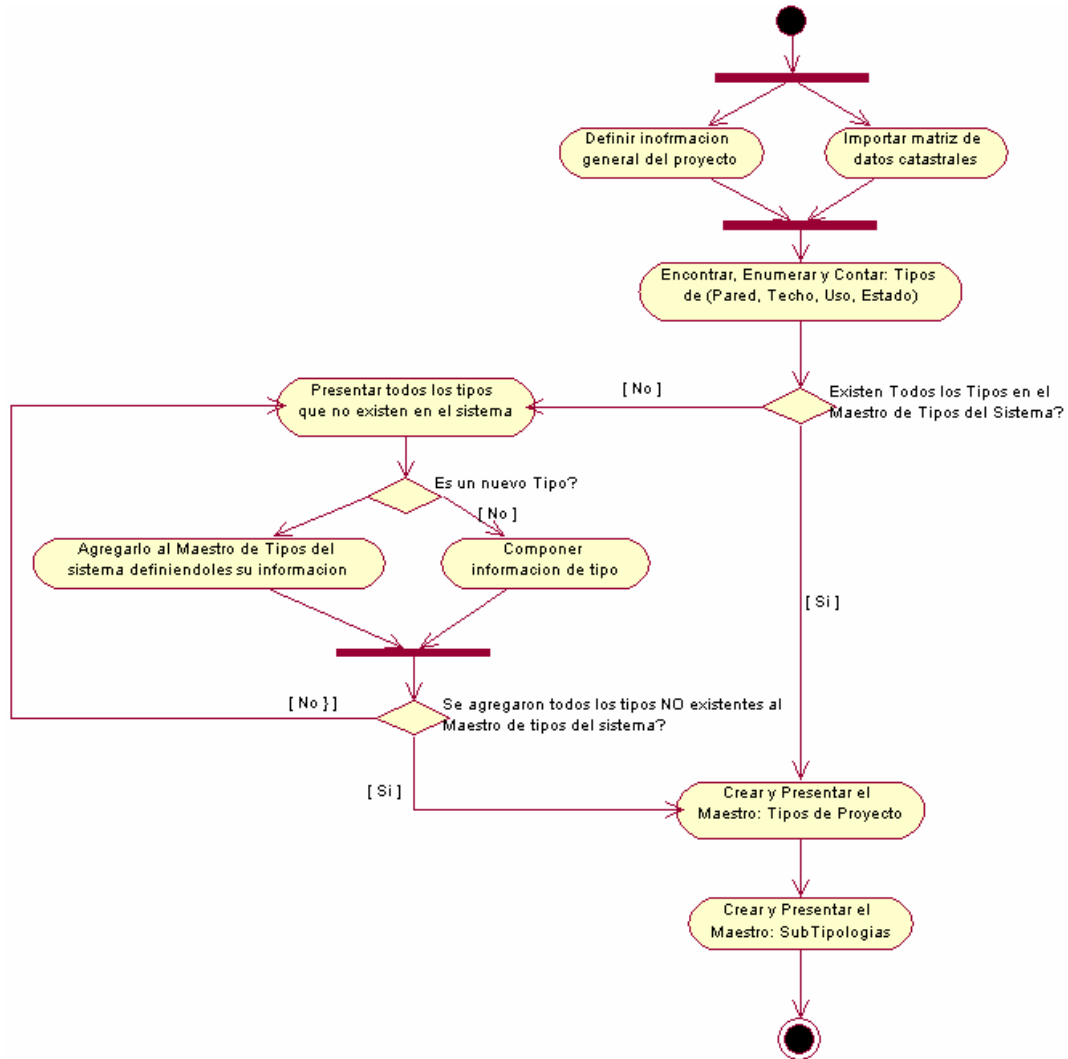 Definir inofrmacion
general del proyecto
Importar matriz de
datos catastrales
Encontrar, Enumerar y Contar: Tipos
de (Pared, Techo, Uso, Estado)
Existen Todos los Tipos en el
Maestro de Tipos del Sistema?
[ No ]
Presentar todos los tipos
que no existen en el sistema
Es un nuevo Tipo?
[ No ]
Agregarlo al Maestro de Tipos del
sistema definiendoles su informacion
Componer
informacion de tipo
[ Si ]
[ No } ]
Se agregaron todos los tipos NO existentes al
Maestro de tipos del sistema?
[ Si ]
Crear y Presentar el
Maestro: Tipos de Proyecto
Crear y Presentar el
Maestro: SubTipologias